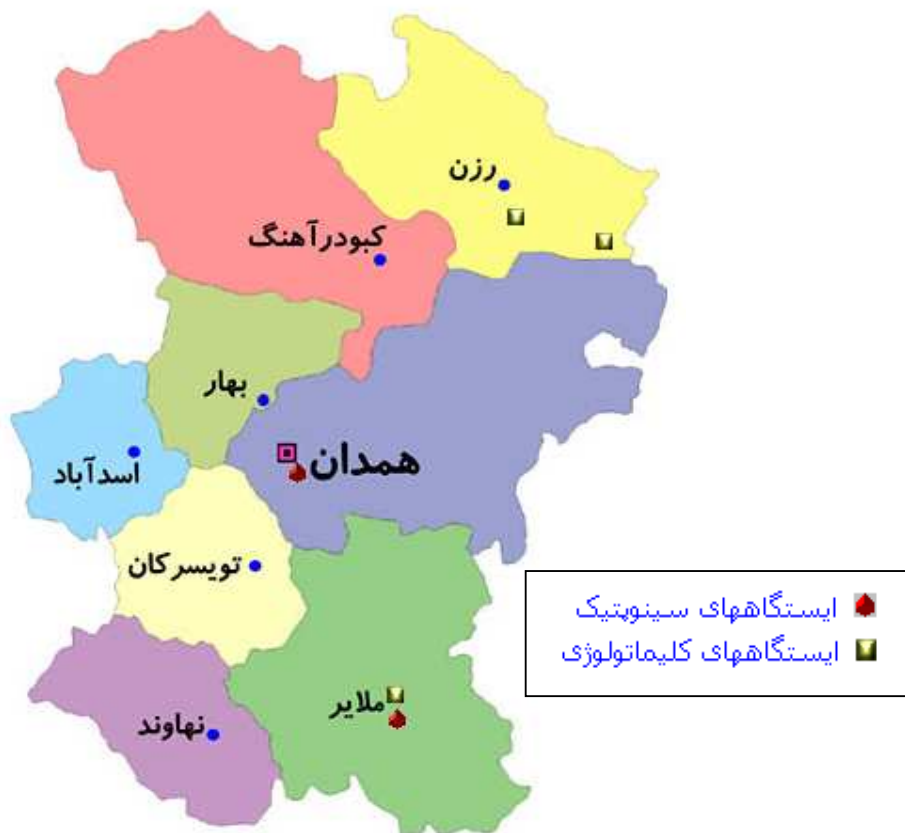 رزن
کبودرآهنگ
بهار
همدان
اسدآباد
تویسرکان
ملایر
نهاوند
ایستگاههای سینوپتیک
ایستگاههای کلیماتولوژی